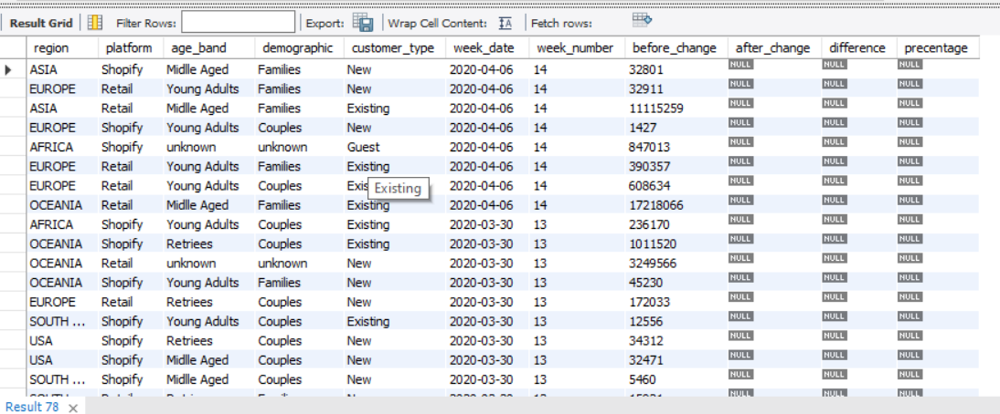 Result Grid Filter Rows: Export: Wrap Cell Content: IA Fetch rows:
region platform age_band demographic customer_type week_date week_number before_change after_change difference precentage
ASIA Shopify Midlle Aged Families New 2020-04-06 14 32801 NULL NULL NULL
EUROPE Retail Young Adults Families New 2020-04-06 14 32911 NULL NULL NULL
ASIA Retail Midlle Aged Families Existing 2020-04-06 14 11115259 NULL NULL NULL
EUROPE Shopify Young Adults Couples New 2020-04-06 14 1427 NULL NULL NULL
AFRICA Shopify unknown unknown Guest 2020-04-06 14 847013 NULL NULL NULL
EUROPE Retail Young Adults Families Existing 2020-04-06 14 390357 NULL NULL NULL
EUROPE Retail Young Adults Couples Exis Existing 2020-04-06 14 608634 NULL NULL NULL
OCEANIA Retail Midlle Aged Families Existing 2020-04-06 14 17218066 NULL NULL NULL
AFRICA Shopify Young Adults Couples Existing 2020-03-30 13 236170 NULL NULL NULL
OCEANIA Shopify Retriees Couples Existing 2020-03-30 13 1011520 NULL NULL NULL
OCEANIA Retail unknown unknown New 2020-03-30 13 3249566 NULL NULL NULL
OCEANIA Shopify Young Adults Families New 2020-03-30 13 45230 NULL NULL NULL
EUROPE Retail Retriees Couples New 2020-03-30 13 172033 NULL NULL NULL
SOUTH ... Shopify Young Adults Couples Existing 2020-03-30 13 12556 NULL NULL NULL
USA Shopify Retriees Couples New 2020-03-30 13 34312 NULL NULL NULL
USA Shopify Midlle Aged Couples New 2020-03-30 13 32471 NULL NULL NULL
SOUTH ... Shopify Midlle Aged Couples New 2020-03-30 13 5460 NULL NULL NULL
Result 78